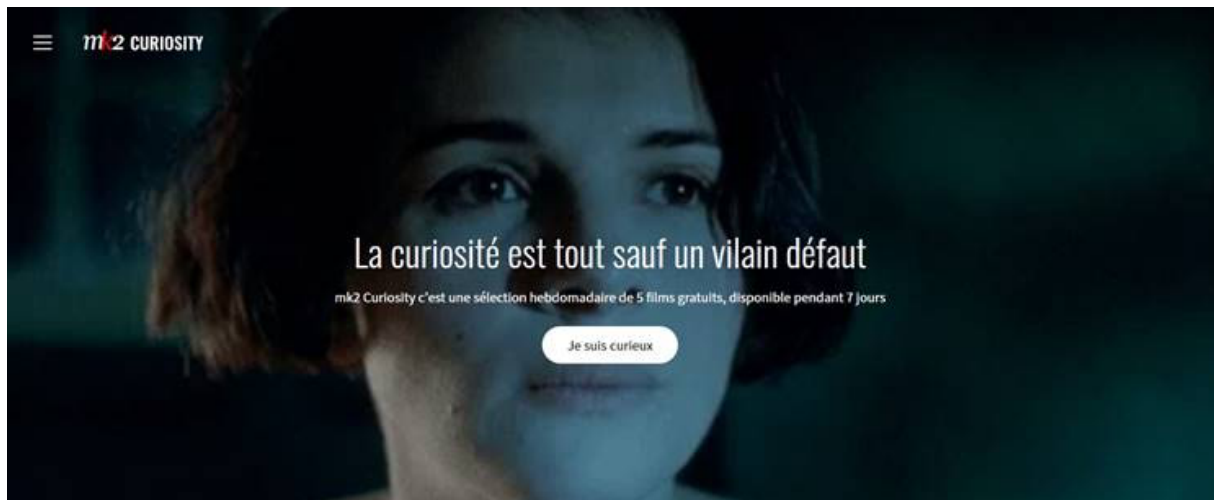 mk2 CURIOSITY
La curiosité est tout sauf un vilain défaut
mk2 Curiosity c'est une sélection hebdomadaire de 5 films gratuits, disponible pendant 7 jours
Je suis curieux